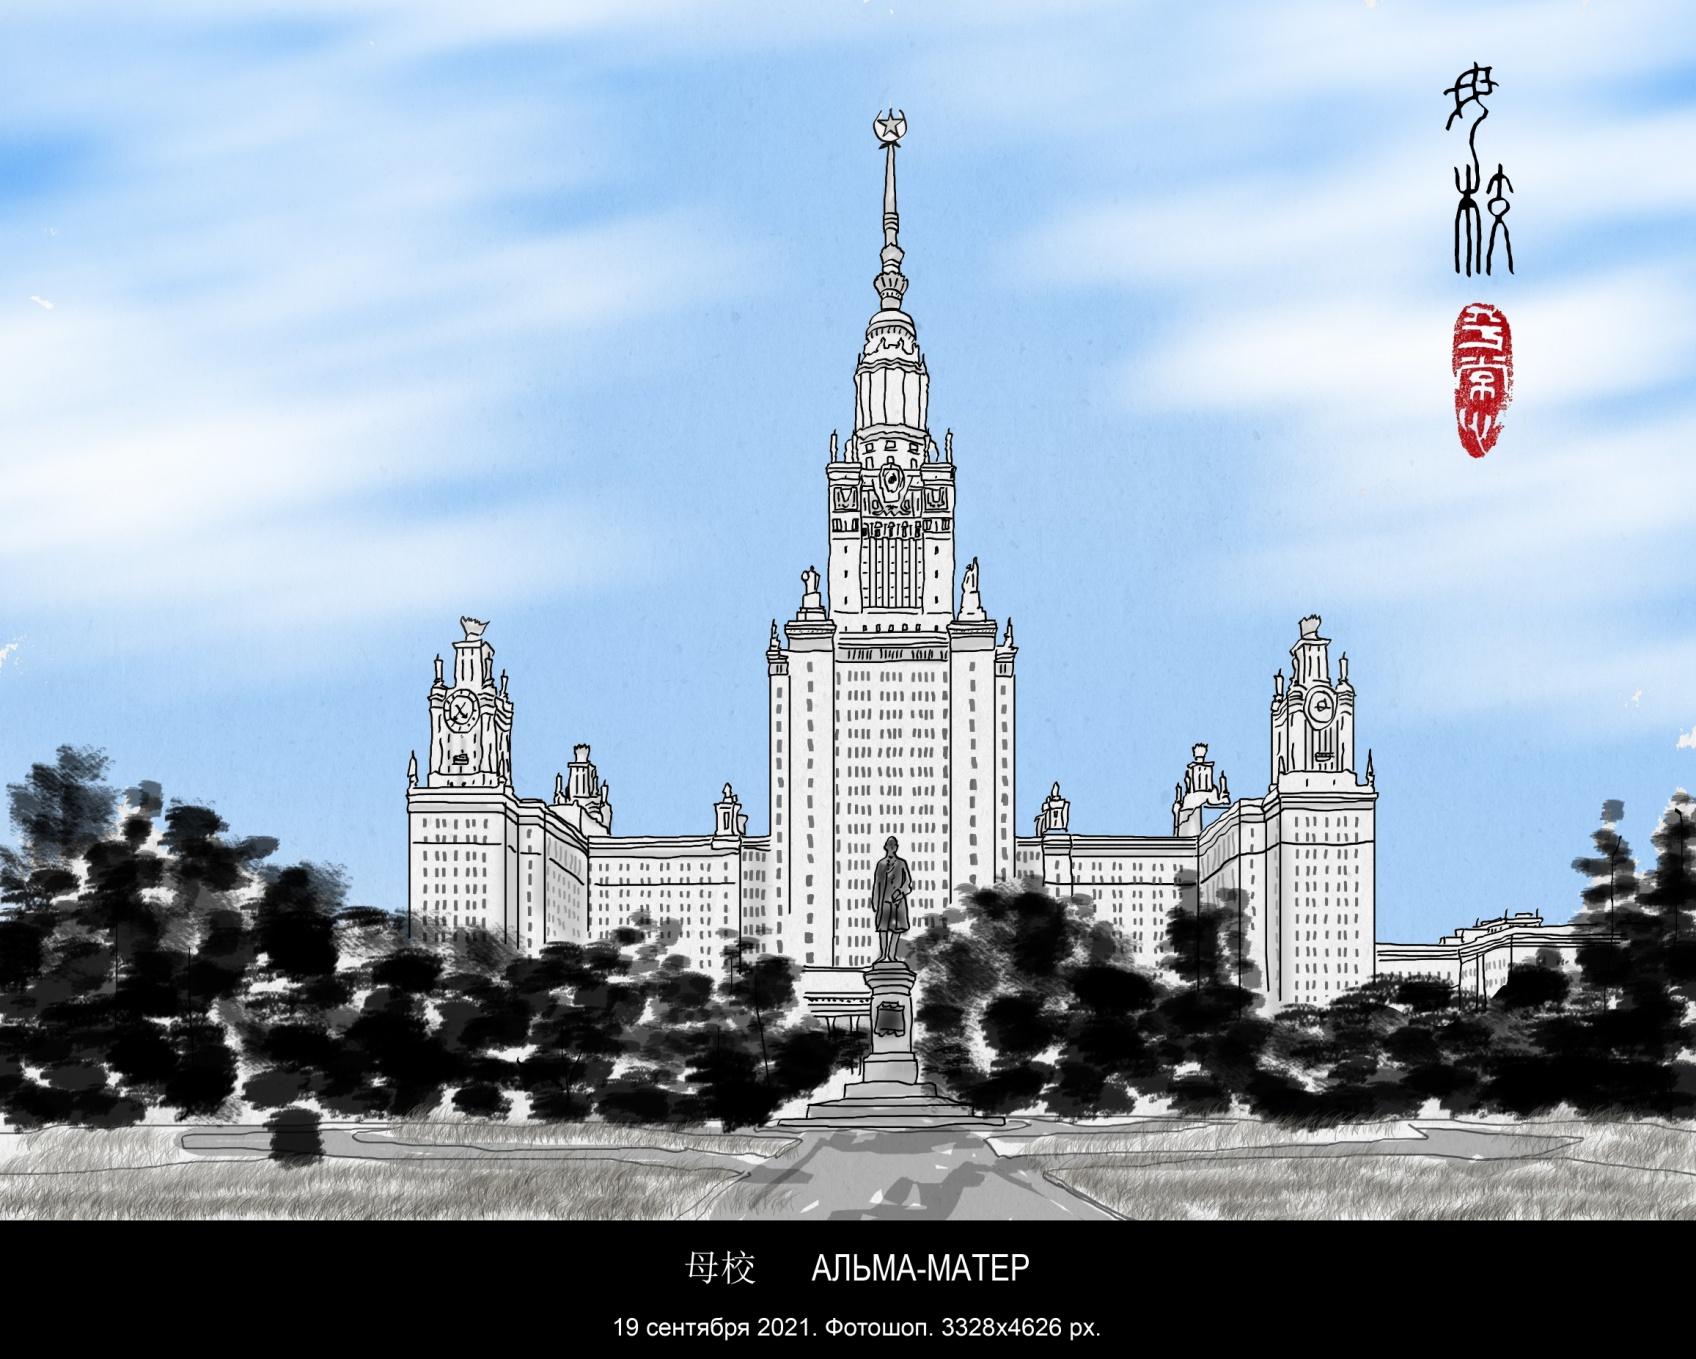 母校
母校 АЛЬМА-МАТЕР
19 сентября 2021. Фотошоп. 3328x4626 px.